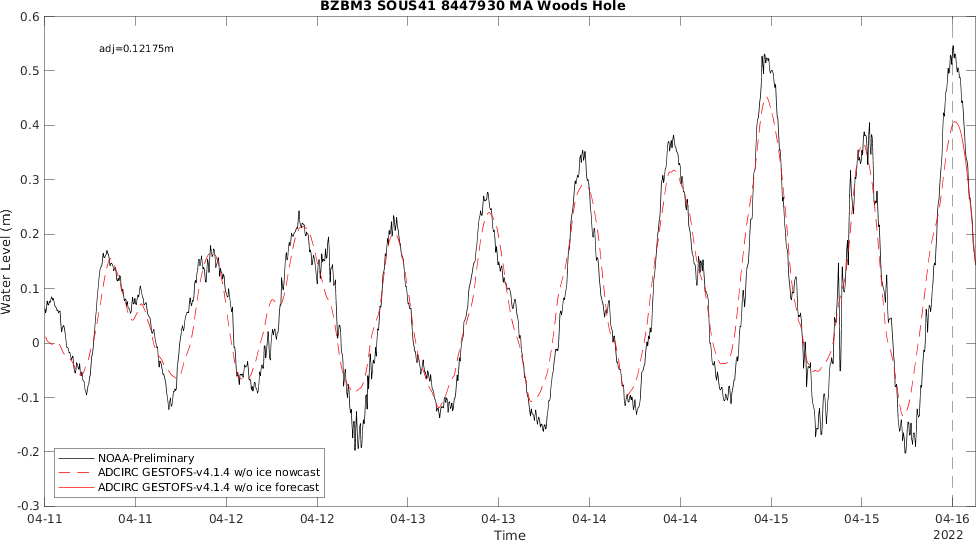 BZBM3 SOUS41 8447930 MA Woods Hole
adj=0.12175m
0.6
0.5
0.4
0.3
0.2
0.1
0
-0.1
-0.2
-0.3
Water Level (m)
NOAA-Preliminary
ADCIRC GESTOFS-v4.1.4 w/o ice nowcast
ADCIRC GESTOFS-v4.1.4 w/o ice forecast
04-11 04-11 04-12 04-12 04-13 04-13 04-14 04-14 04-15 04-15 04-16
Time 2022